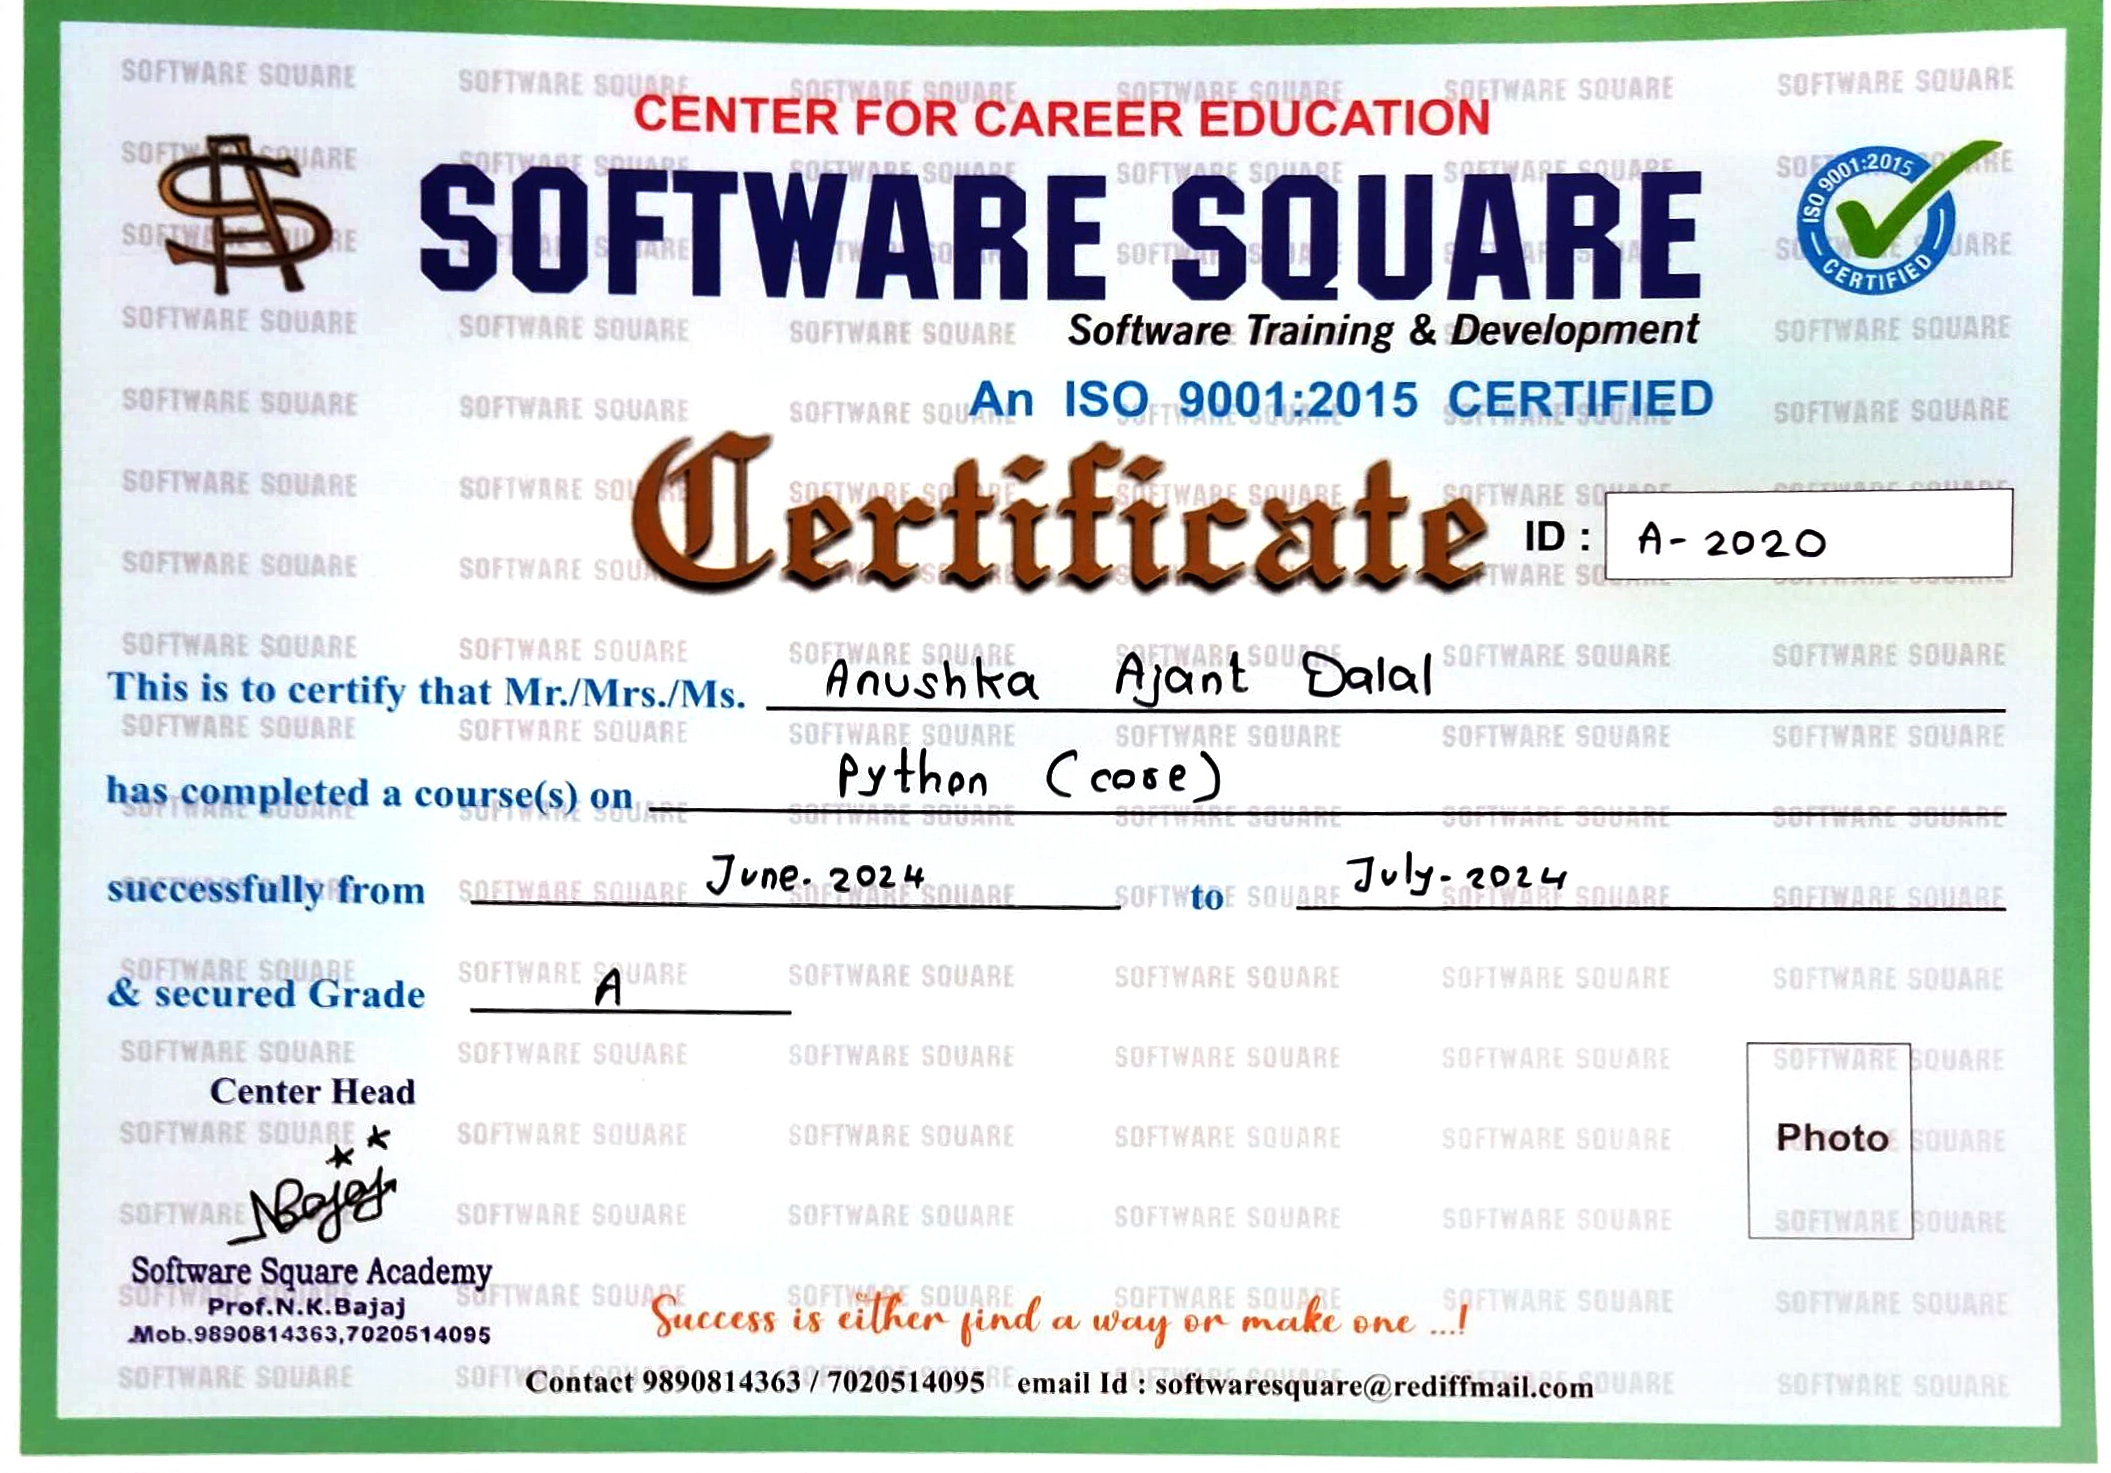 CENTER FOR CAREER EDUCATION
SOFTWARE SQUARE
ISO 9001:2015 CERTIFIED
Software Training & Development
An ISO 9001:2015 CERTIFIED
Certificate
ID : A-2020
This is to certify that Mr./Mrs./Ms. Anushka Ajant Dalal
has completed a course(s) on Python (core)
successfully from June-2024 to July-2024
& secured Grade A
Center Head
NBajaj
Photo
Software Square Academy
Prof.N.K.Bajaj
Mob.9890814363,7020514095
Success is either find a way or make one ...!
Contact 9890814363 / 7020514095 email Id : softwaresquare@rediffmail.com